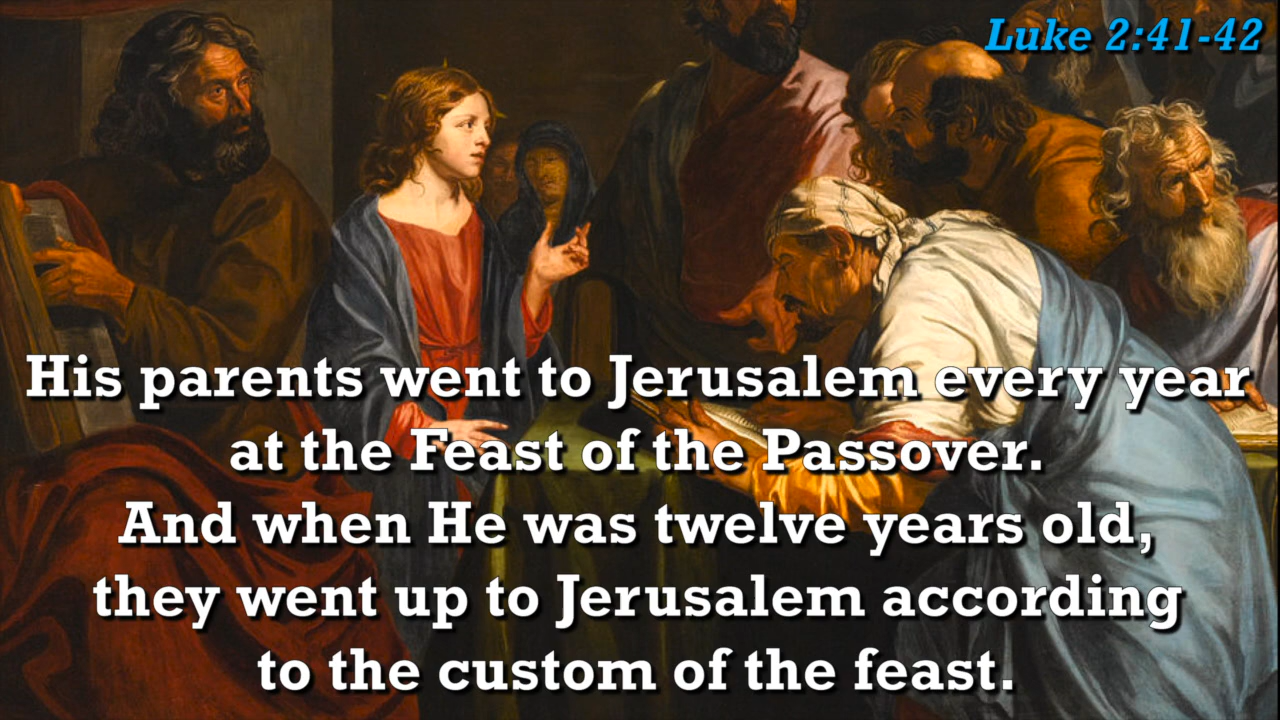 Luke 2:41-42
His parents went to Jerusalem every year
at the Feast of the Passover.
And when He was twelve years old,
they went up to Jerusalem according
to the custom of the feast.